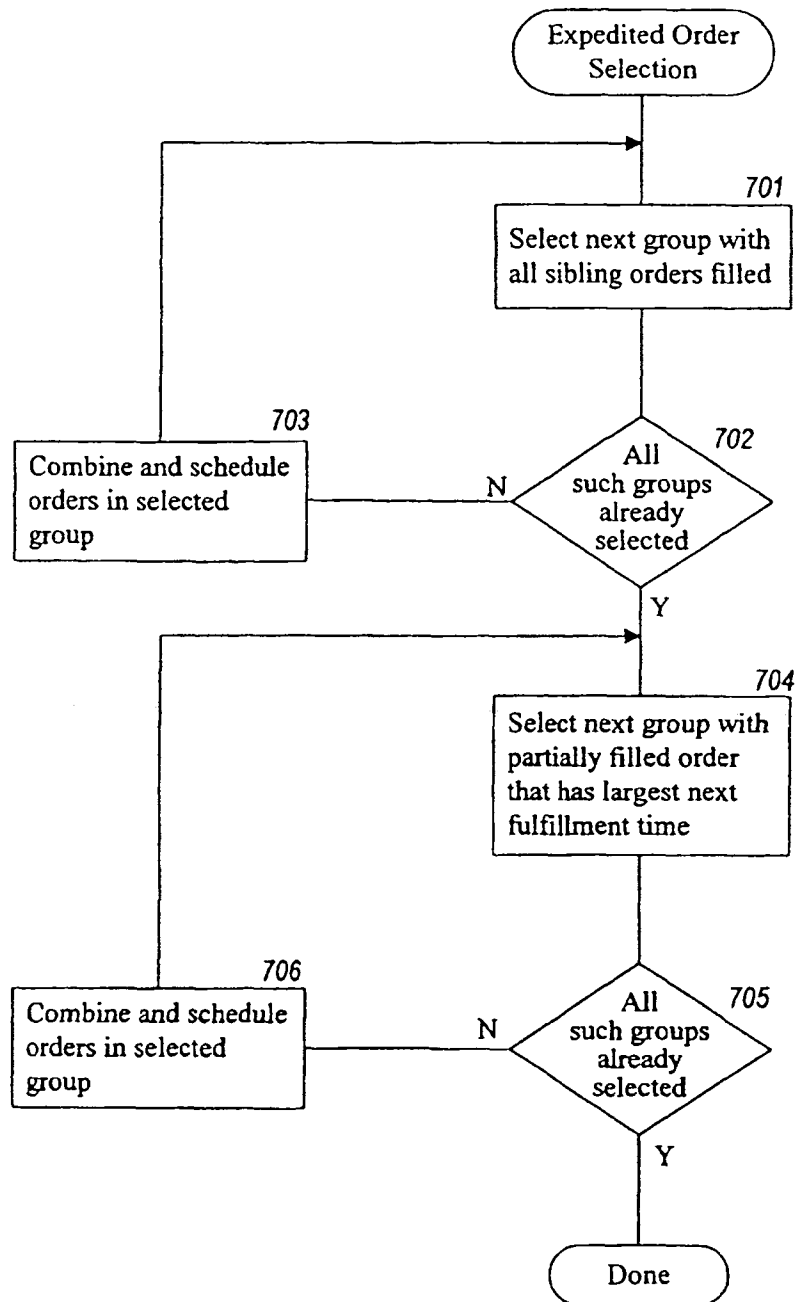 Expedited Order
Selection
701
Select next group with
all sibling orders filled
703
Combine and schedule
orders in selected
group
N
702
All
such groups
already
selected
Y
704
Select next group with
partially filled order
that has largest next
fulfillment time
706
Combine and schedule
orders in selected
group
N
705
All
such groups
already
selected
Y
Done